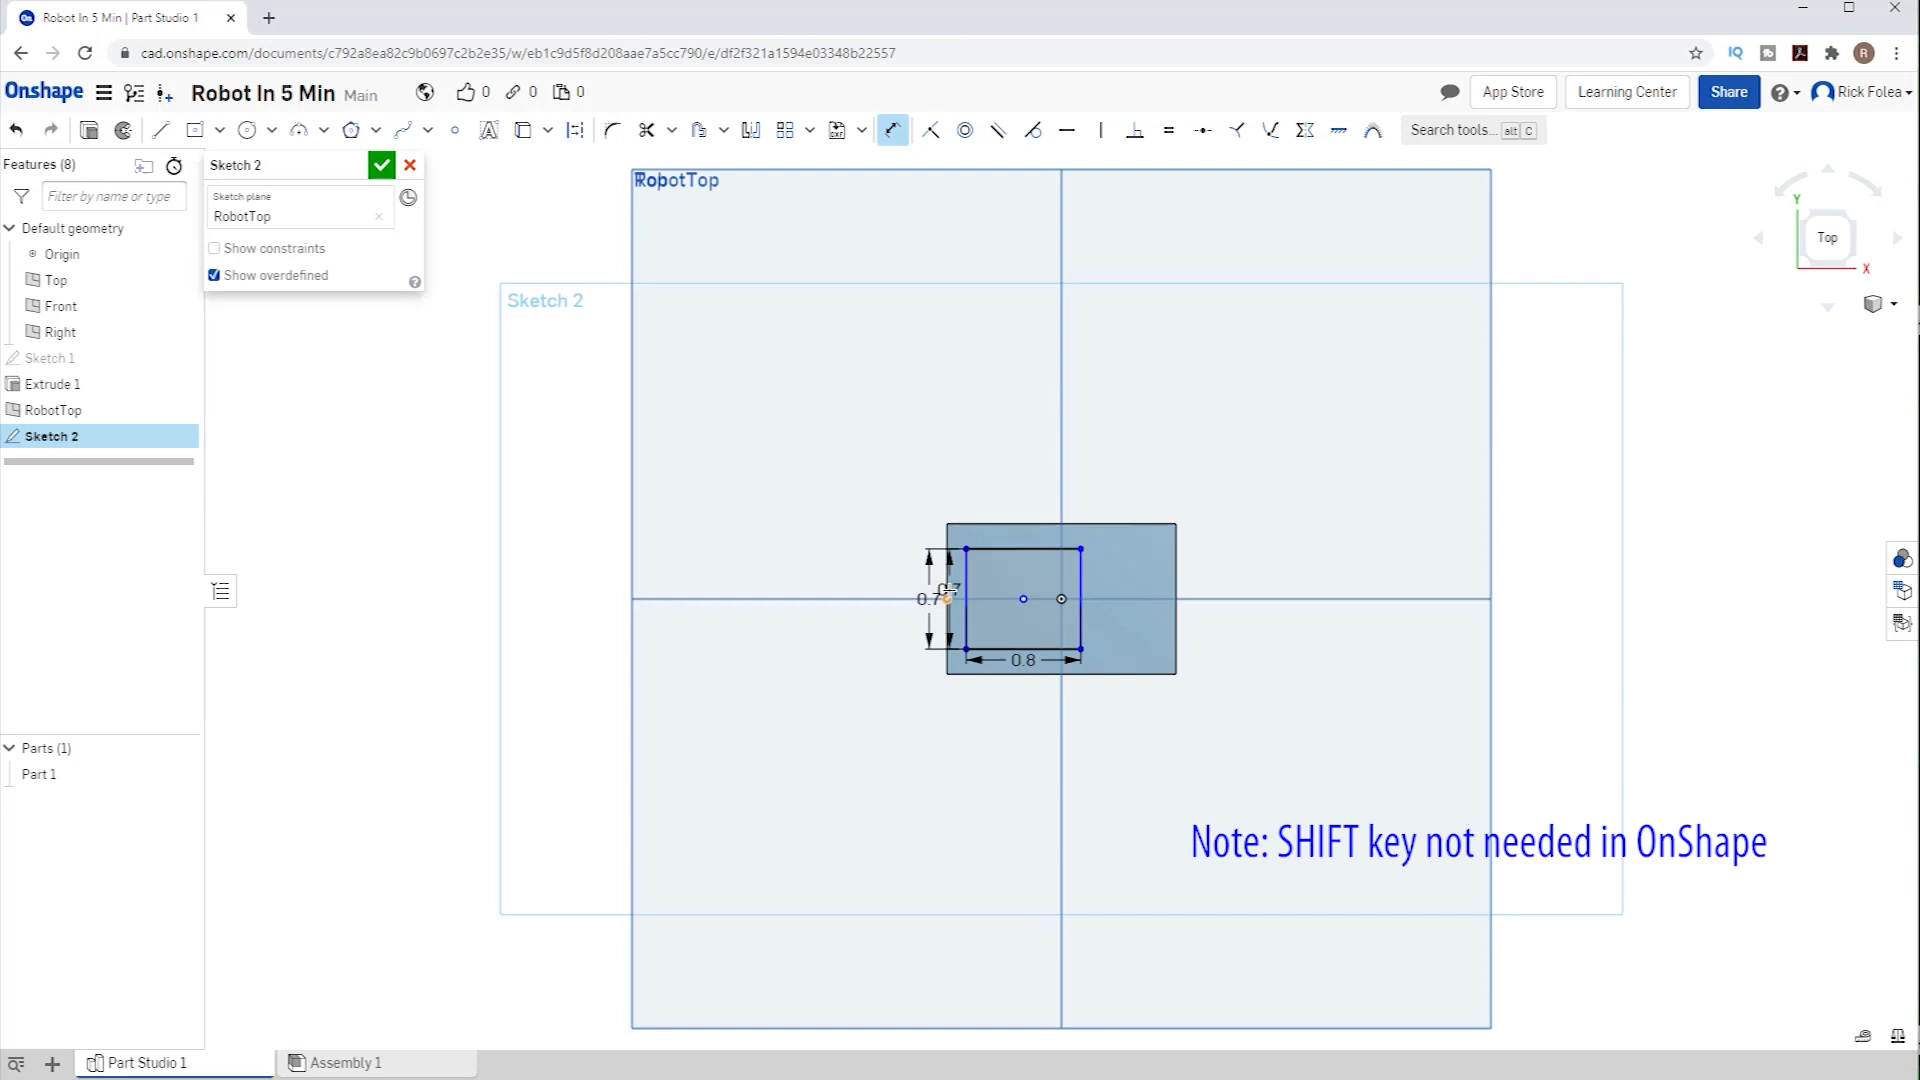 Robot In 5 Min | Part Studio 1
cad.onshape.com/documents/c792a8ea82c9b0697c2b2e35/w/eb1c9d5f8d208aae7a5cc790/e/df2f321a1594e03348b22557
IQ
R
Onshape
Robot In 5 Min Main
0
0
0
App Store
Learning Center
Share
Rick Folea
Search tools... alt C
Features (8)
Filter by name or type
Default geometry
Origin
Top
Front
Right
Sketch 1
Extrude 1
RobotTop
Sketch 2
Sketch 2
Sketch plane
RobotTop
Show constraints
Show overdefined
RobotTop
Sketch 2
Y
Top
X
0.7
0.8
Note: SHIFT key not needed in OnShape
Parts (1)
Part 1
Part Studio 1
Assembly 1